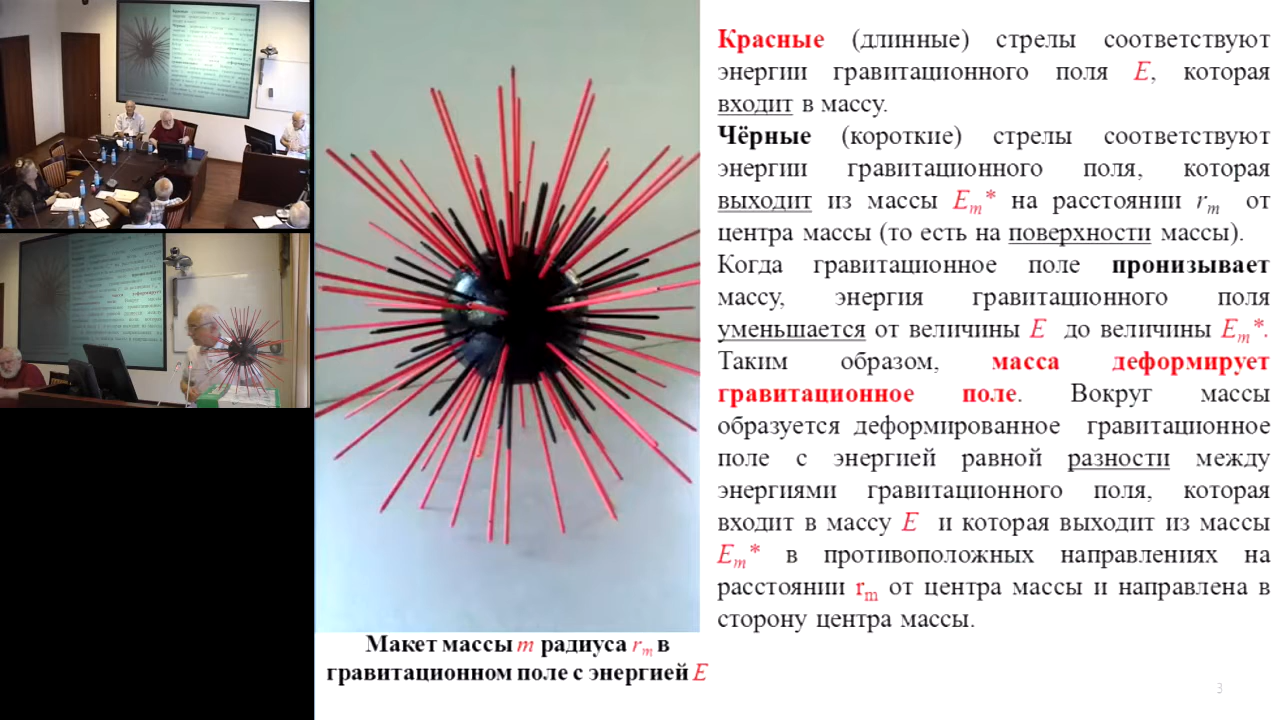 Красные (длинные) стрелы соответствуют
энергии гравитационного поля E, которая
входит в массу.
Чёрные (короткие) стрелы соответствуют
энергии гравитационного поля, которая
выходит из массы Em* на расстоянии rm от
центра массы (то есть на поверхности массы).
Когда гравитационное поле пронизывает
массу, энергия гравитационного поля
уменьшается от величины E до величины Em*.
Таким образом, масса деформирует
гравитационное поле. Вокруг массы
образуется деформированное гравитационное
поле с энергией равной разности между
энергиями гравитационного поля, которая
входит в массу E и которая выходит из массы
Em* в противоположных направлениях на
расстоянии rm от центра массы и направлена в
сторону центра массы.
Макет массы m радиуса rm в
гравитационном поле с энергией E
3